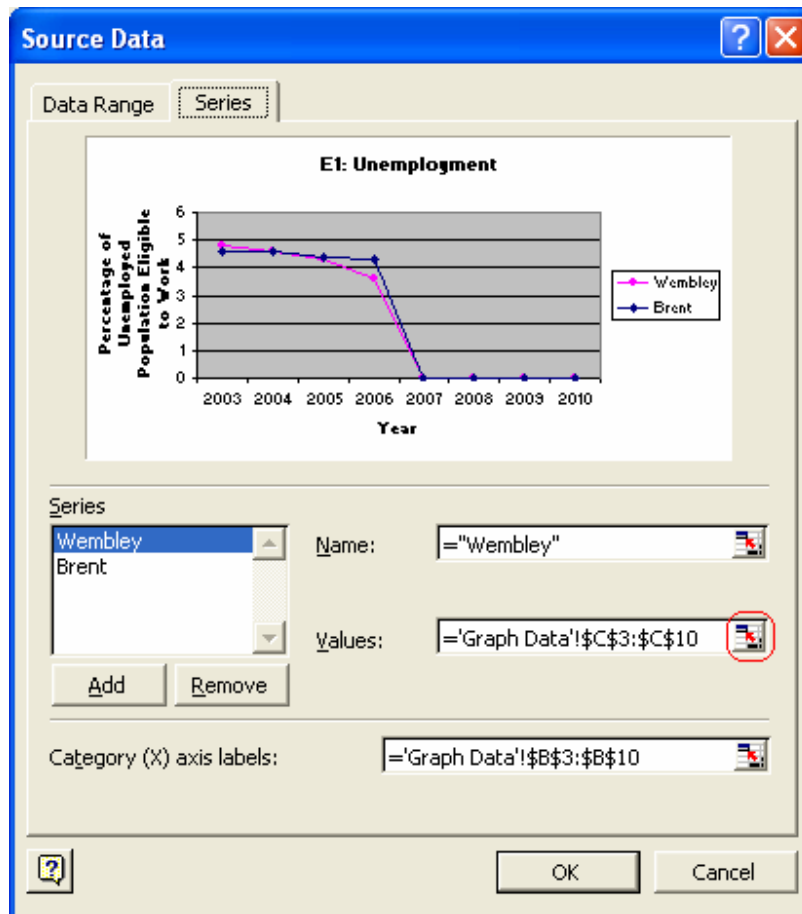 Source Data
Data Range
Series
E1: Unemployment
Percentage of
Unemployed
Population Eligible
to Work
6
5
4
3
2
1
0
2003 2004 2005 2006 2007 2008 2009 2010
Year
Wembley
Brent
Series
Wembley
Brent
Name:
="Wembley"
Values:
='Graph Data'!$C$3:$C$10
Add
Remove
Category (X) axis labels:
='Graph Data'!$B$3:$B$10
?
OK
Cancel